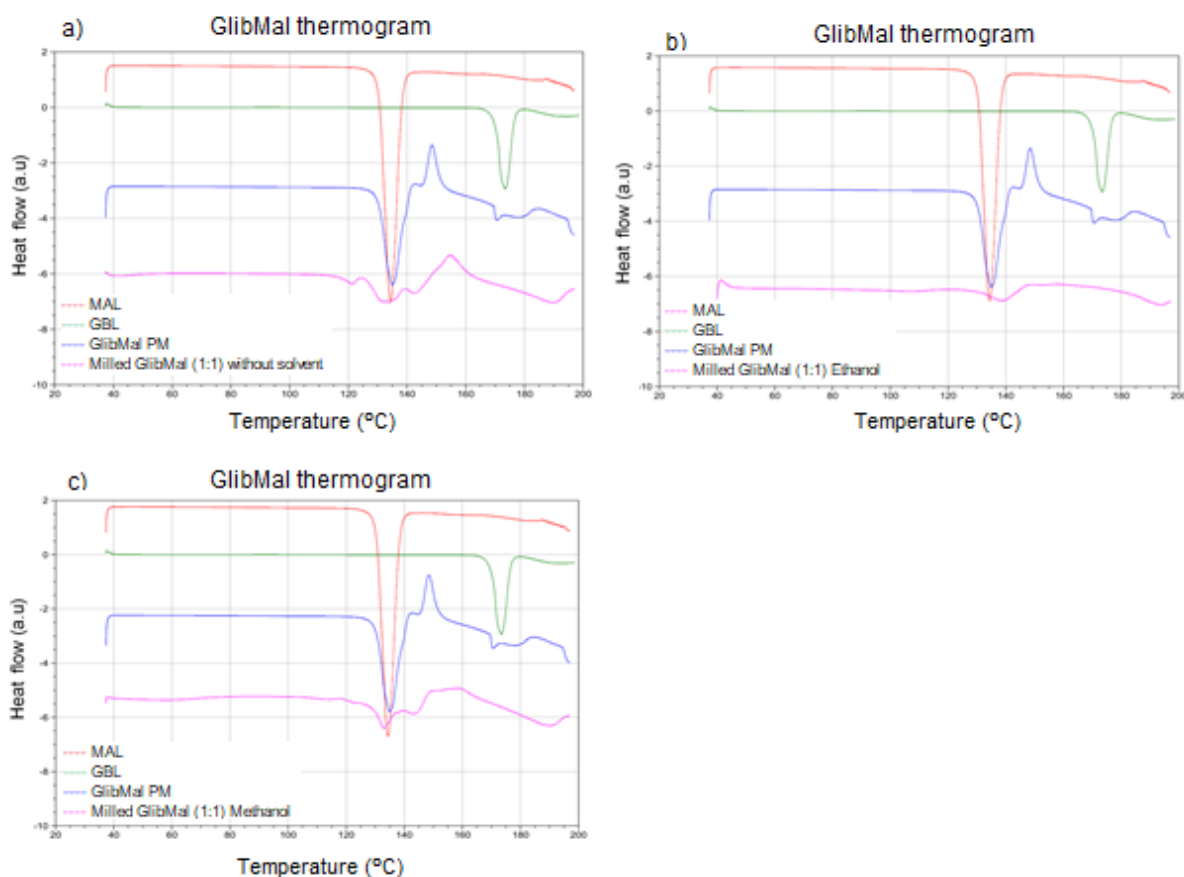 a)
GlibMal thermogram
Heat flow (a.u)
2
0
-2
-4
-6
-8
-10
MAL
GBL
GlibMal PM
Milled GlibMal (1:1) without solvent
20 40 60 80 100 120 140 160 180 200
Temperature (ºC)
b)
GlibMal thermogram
Heat flow (a.u)
2
0
-2
-4
-6
-8
-10
MAL
GBL
GlibMal PM
Milled GlibMal (1:1) Ethanol
20 40 60 80 100 120 140 160 180 200
Temperature (ºC)
c)
GlibMal thermogram
Heat flow (a.u)
2
0
-2
-4
-6
-8
-10
MAL
GBL
GlibMal PM
Milled GlibMal (1:1) Methanol
20 40 60 80 100 120 140 160 180 200
Temperature (ºC)